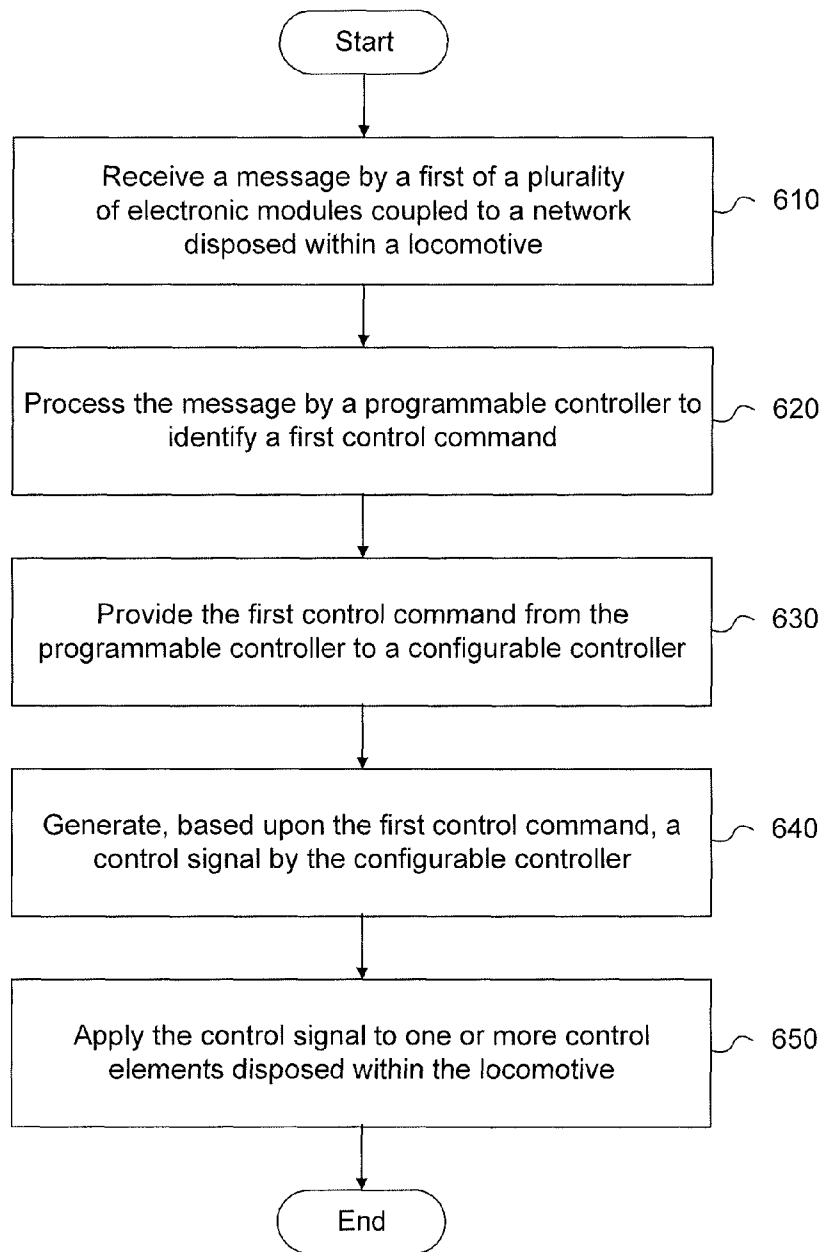 Start
Receive a message by a first of a plurality
of electronic modules coupled to a network
disposed within a locomotive
610
Process the message by a programmable controller to
identify a first control command
620
Provide the first control command from the
programmable controller to a configurable controller
630
Generate, based upon the first control command, a
control signal by the configurable controller
640
Apply the control signal to one or more control
elements disposed within the locomotive
650
End